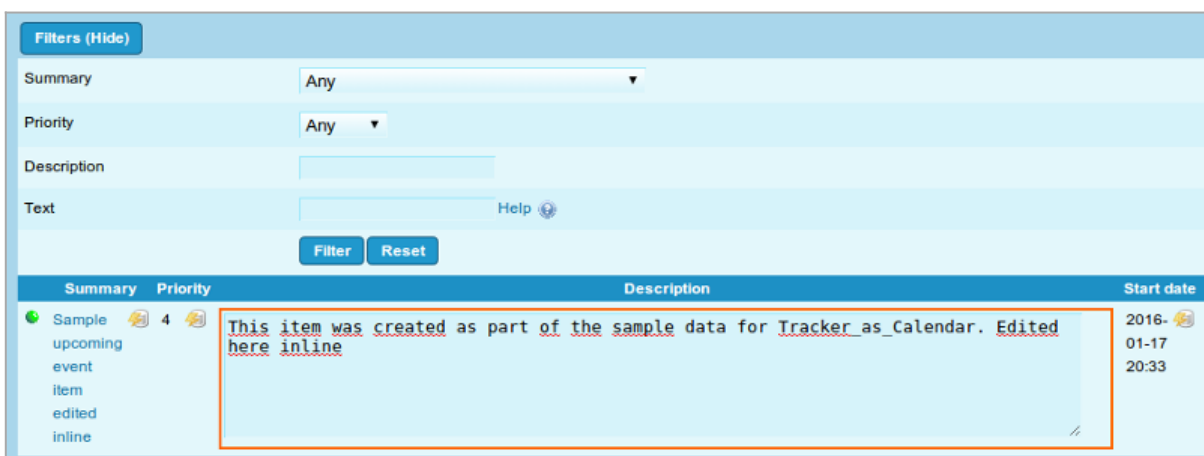 Filters (Hide)
Summary Any
Priority Any
Description
Text Help
Filter Reset
Summary Priority Description Start date
Sample 4 This item was created as part of the sample data for Tracker_as_Calendar. Edited 2016-
upcoming here inline 01-17
event 20:33
item
edited
inline